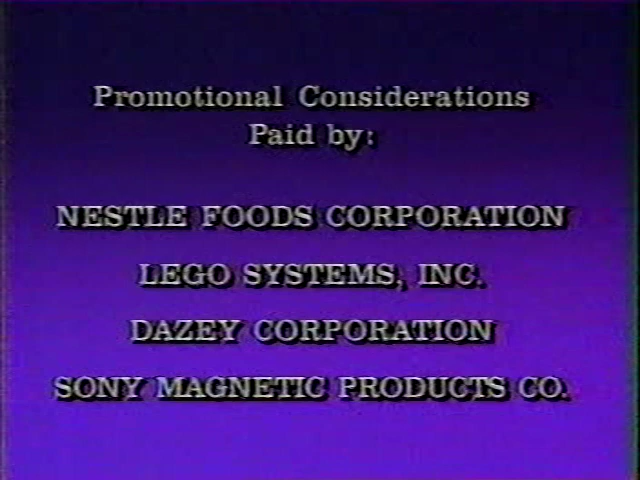 Promotional Considerations
Paid by:
NESTLE FOODS CORPORATION
LEGO SYSTEMS, INC.
DAZEY CORPORATION
SONY MAGNETIC PRODUCTS CO.